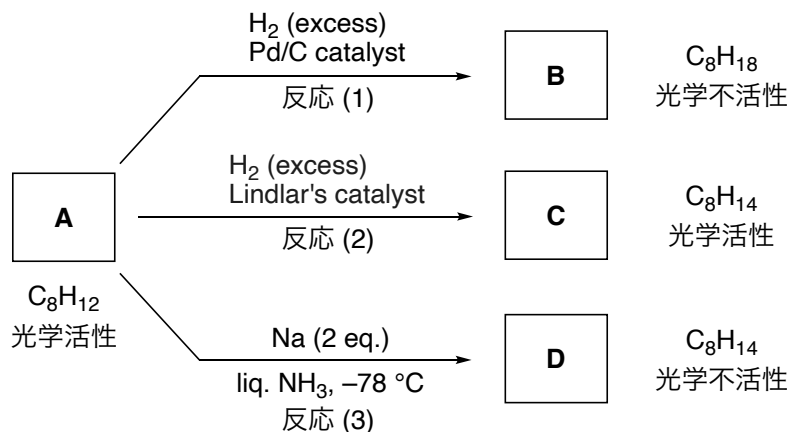 H₂ (excess)
Pd/C catalyst
反応 (1)
B
C₈H₁₈
光学不活性
A
C₈H₁₂
光学活性
H₂ (excess)
Lindlar's catalyst
反応 (2)
C
C₈H₁₄
光学活性
Na (2 eq.)
liq. NH₃, –78 °C
反応 (3)
D
C₈H₁₄
光学不活性